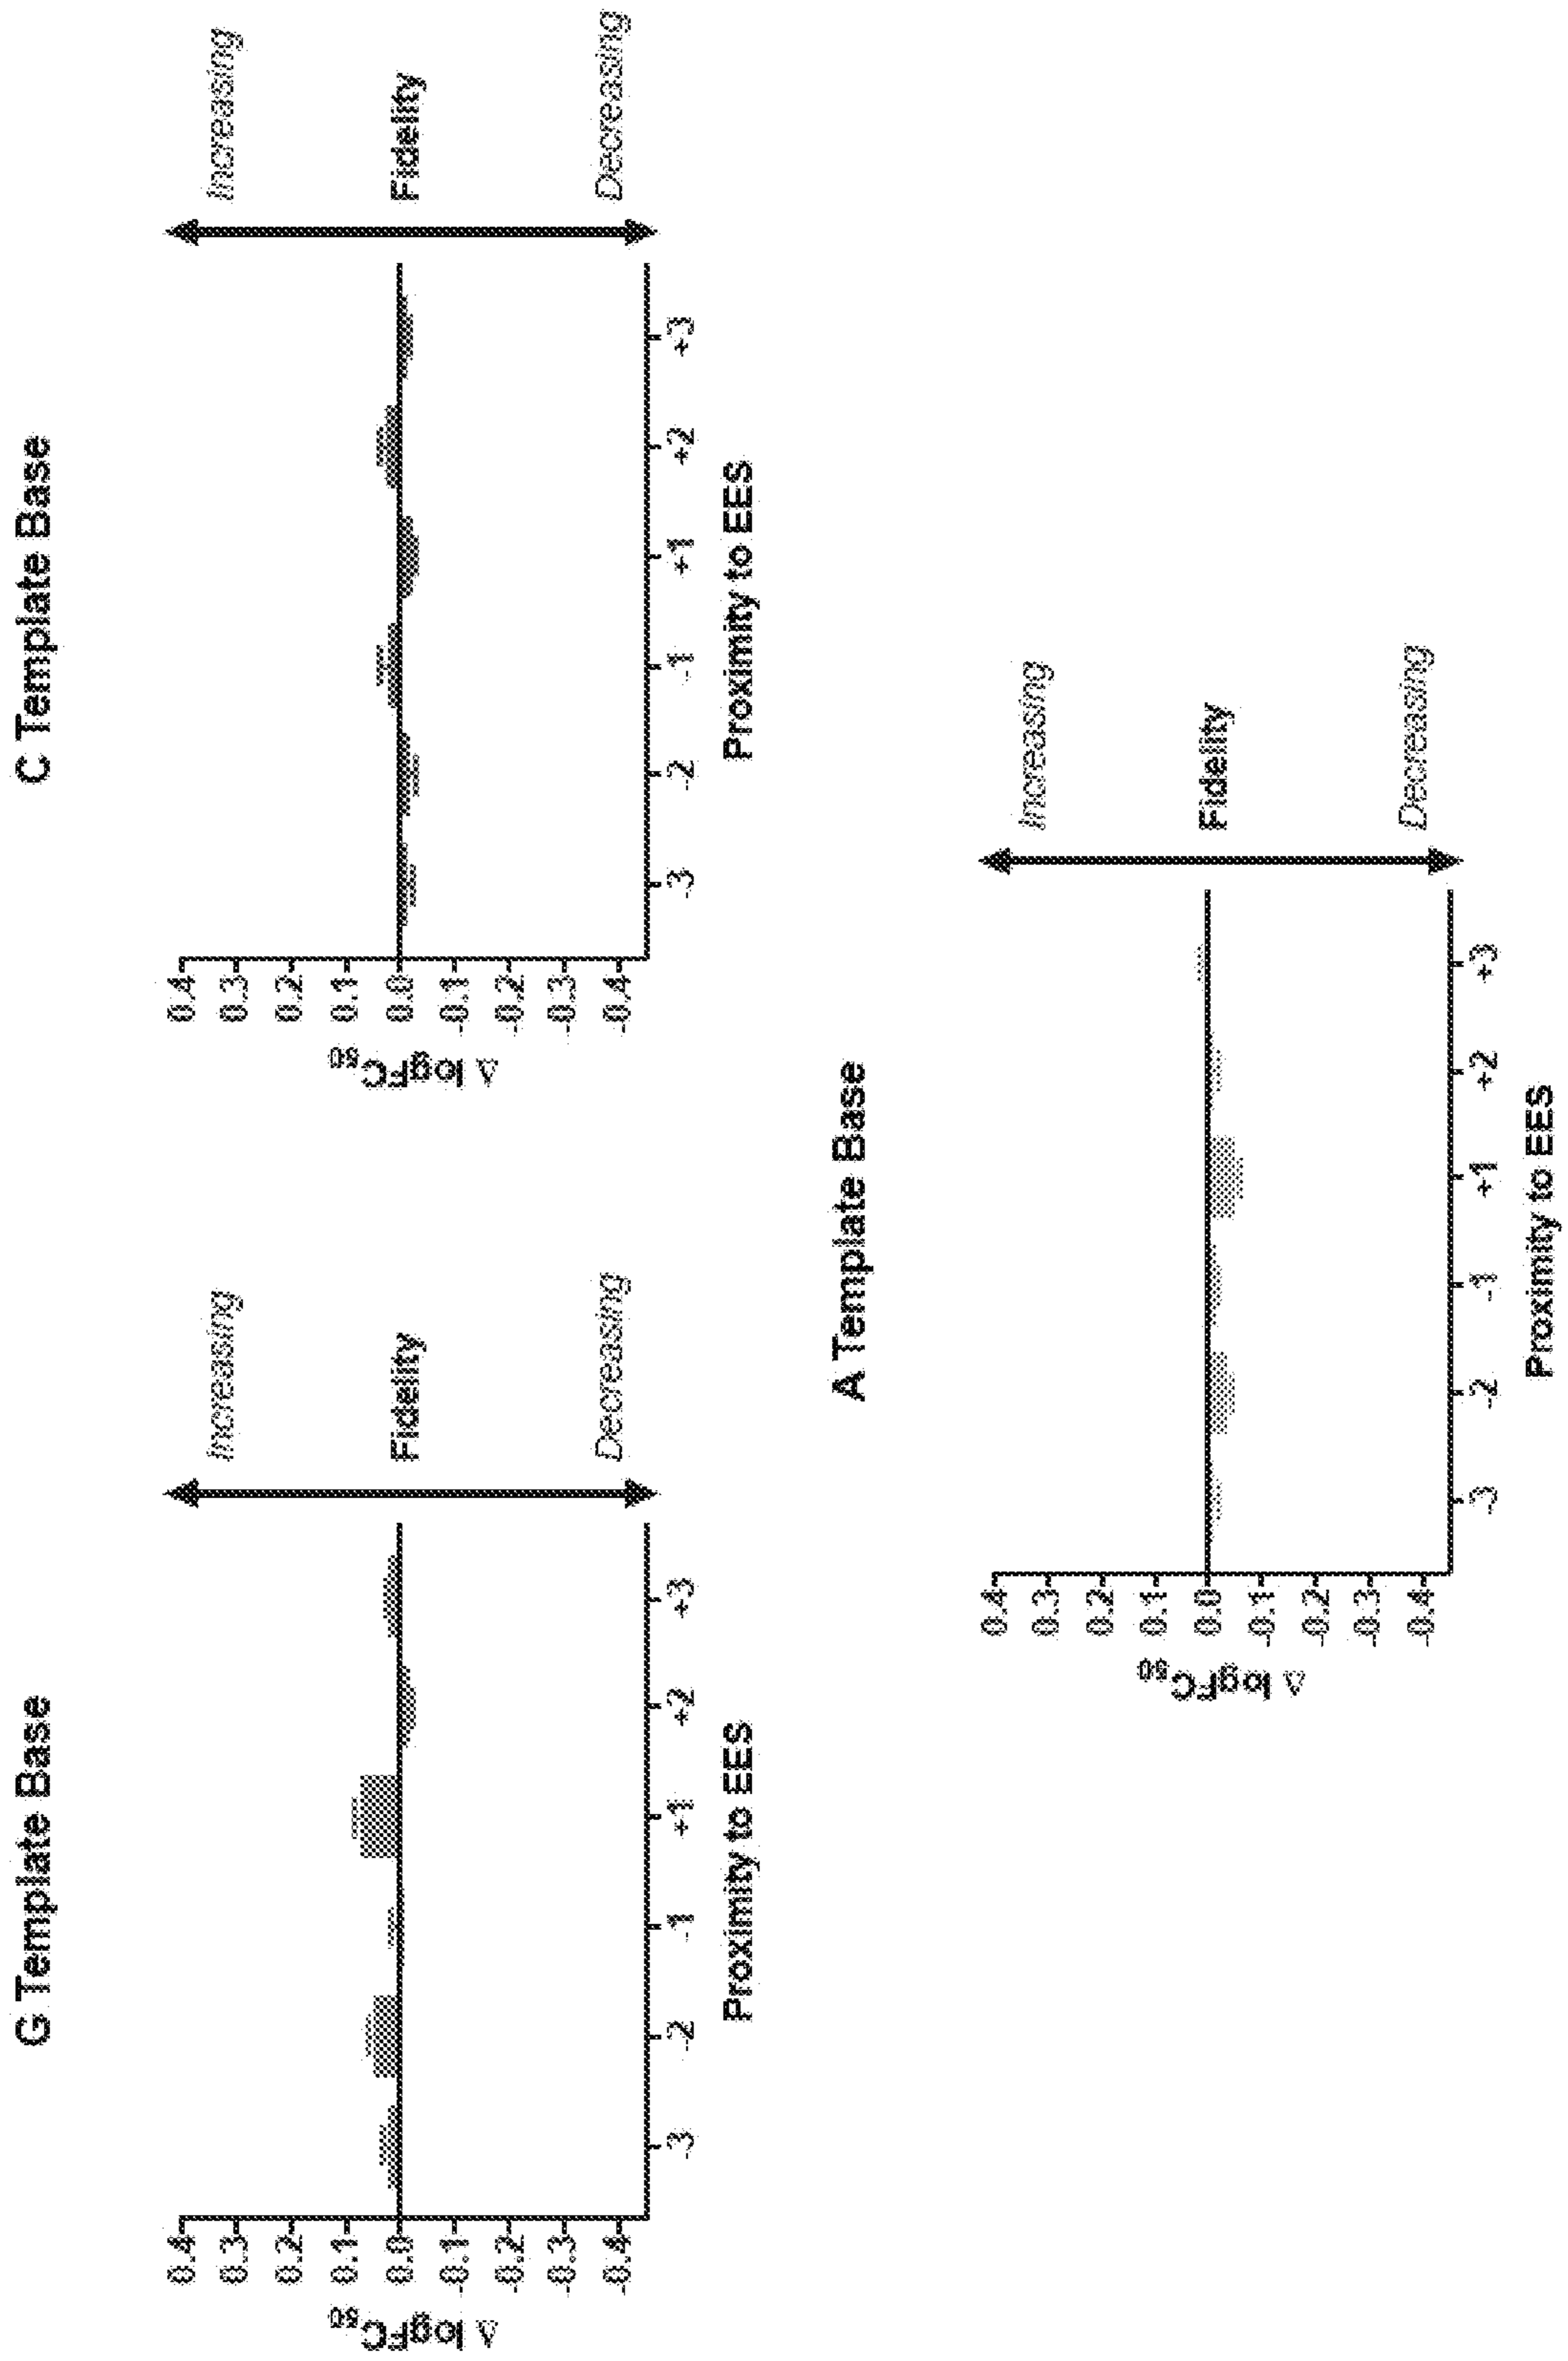 G Template Base
Δ logFC50
0.4
0.3
0.2
0.1
0.0
-0.1
-0.2
-0.3
-0.4
-3 -2 -1 +1 +2 +3
Proximity to EES
Increasing
Fidelity
Decreasing
C Template Base
Δ logFC50
0.4
0.3
0.2
0.1
0.0
-0.1
-0.2
-0.3
-0.4
-3 -2 -1 +1 +2 +3
Proximity to EES
Increasing
Fidelity
Decreasing
A Template Base
Δ logFC50
0.4
0.3
0.2
0.1
0.0
-0.1
-0.2
-0.3
-0.4
-3 -2 -1 +1 +2 +3
Proximity to EES
Increasing
Fidelity
Decreasing